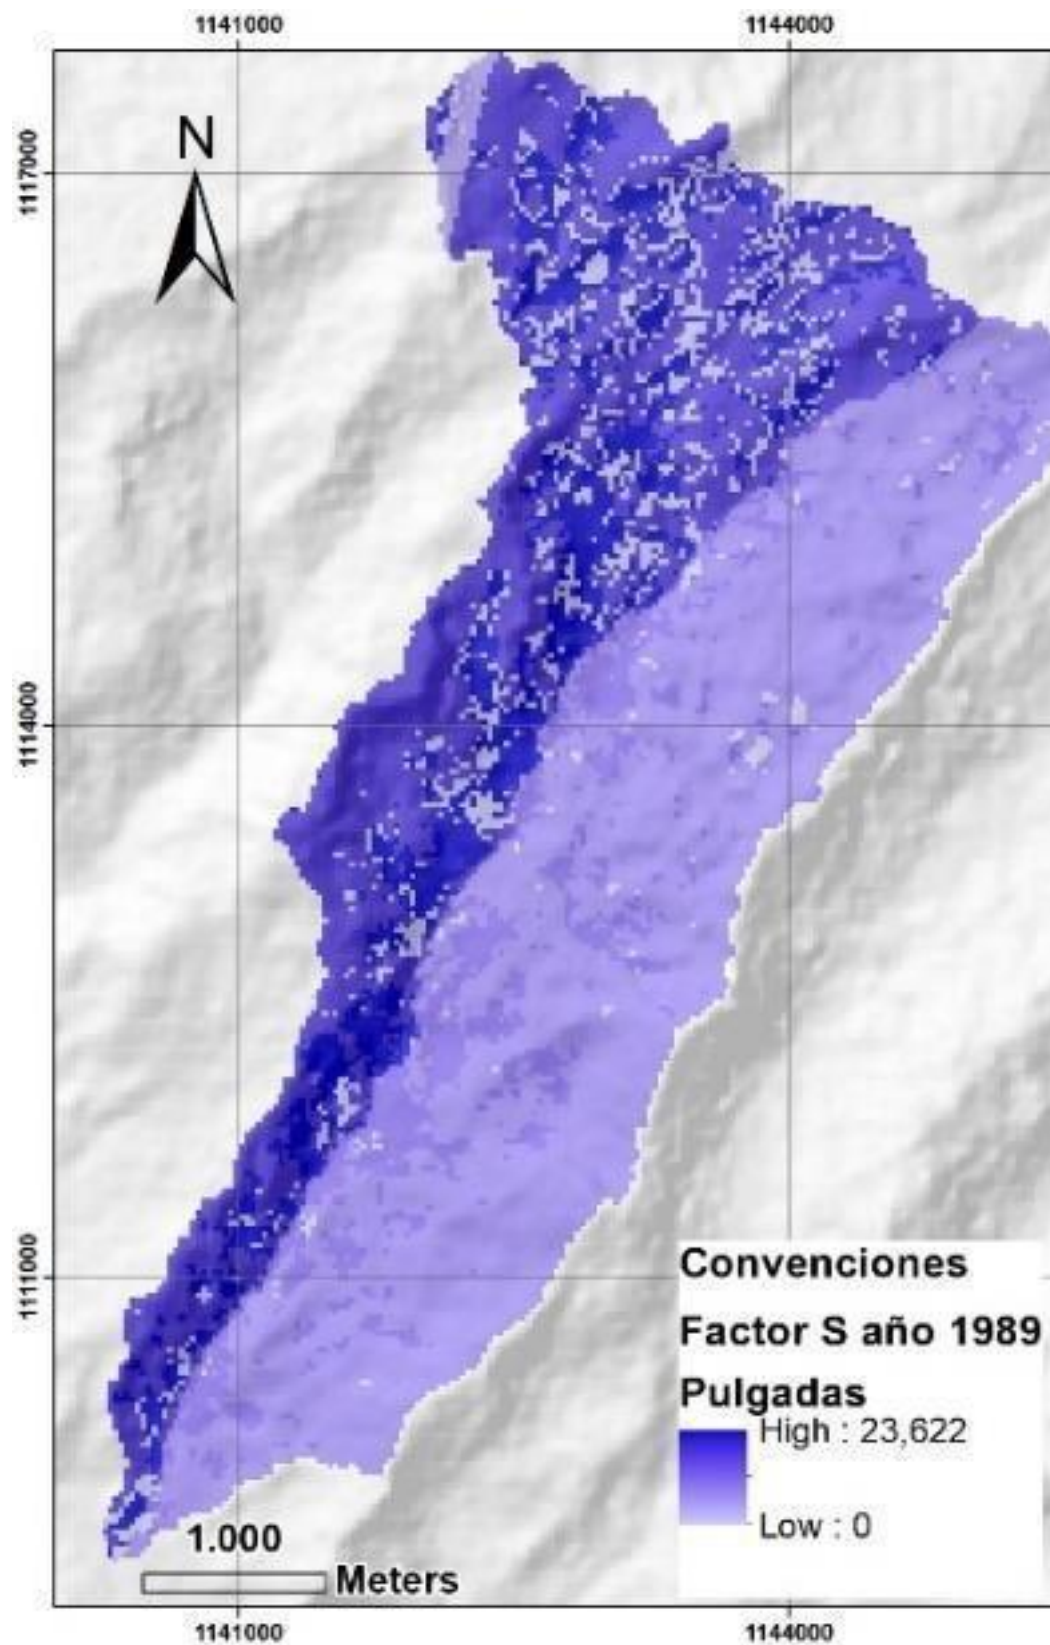 1141000 1144000
N
1117000
1114000
1111000
Convenciones
Factor S año 1989
Pulgadas
High : 23,622
Low : 0
1.000
Meters
1141000 1144000